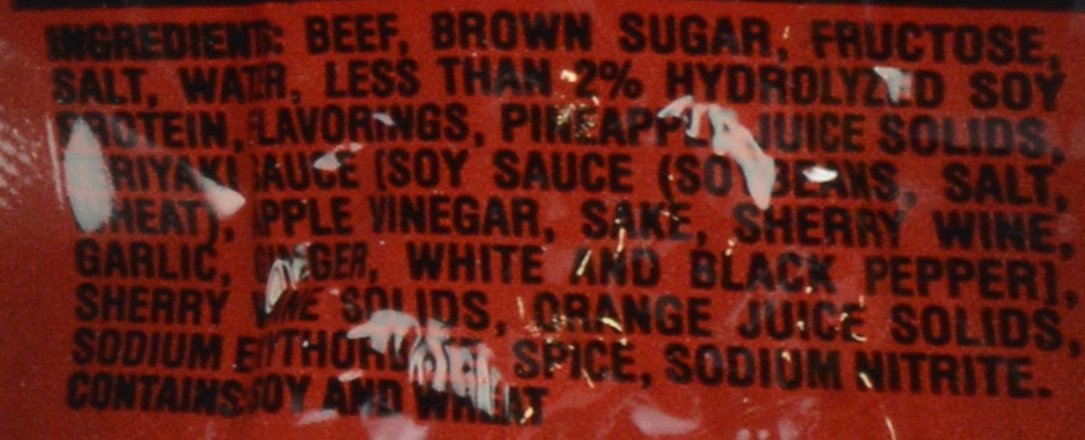 INGREDIENTS: BEEF, BROWN SUGAR, FRUCTOSE,
SALT, WATER, LESS THAN 2% HYDROLYZED SOY
PROTEIN, FLAVORINGS, PINEAPPLE JUICE SOLIDS,
TERIYAKI SAUCE [SOY SAUCE (SOYBEANS, SALT,
WHEAT), APPLE VINEGAR, SAKE, SHERRY WINE,
GARLIC, GINGER, WHITE AND BLACK PEPPER],
SHERRY WINE SOLIDS, ORANGE JUICE SOLIDS,
SODIUM ERYTHORBATE, SPICE, SODIUM NITRITE.
CONTAINS SOY AND WHEAT